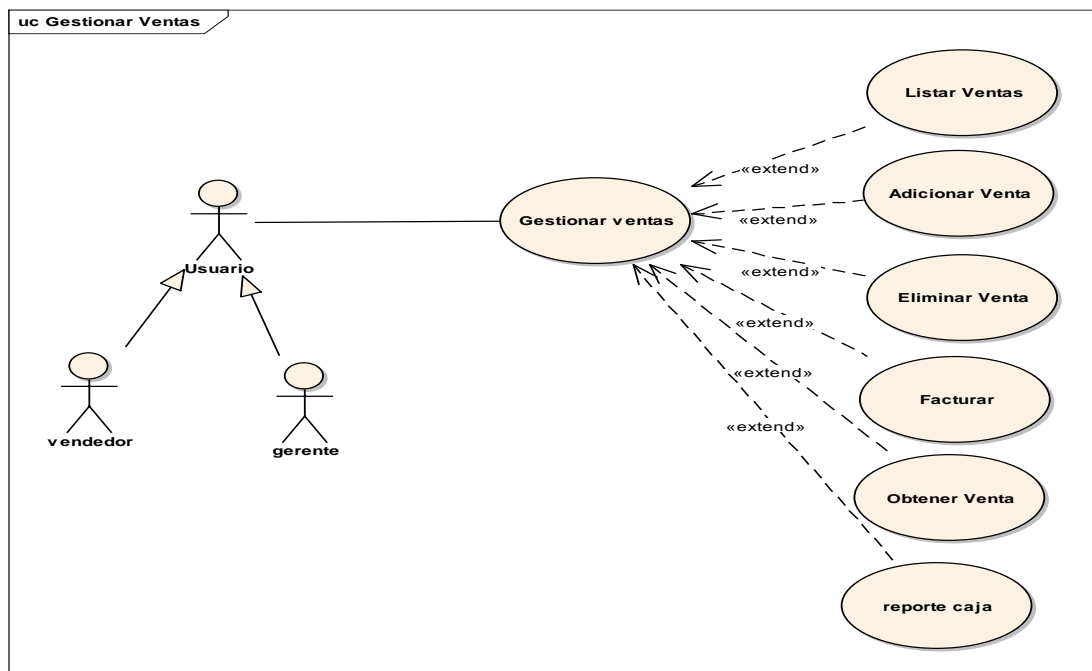 uc Gestionar Ventas
Listar Ventas
«extend»
Adicionar Venta
«extend»
Gestionar ventas
Usuario
«extend»
Eliminar Venta
«extend»
vendedor
gerente
«extend»
Facturar
«extend»
Obtener Venta
reporte caja